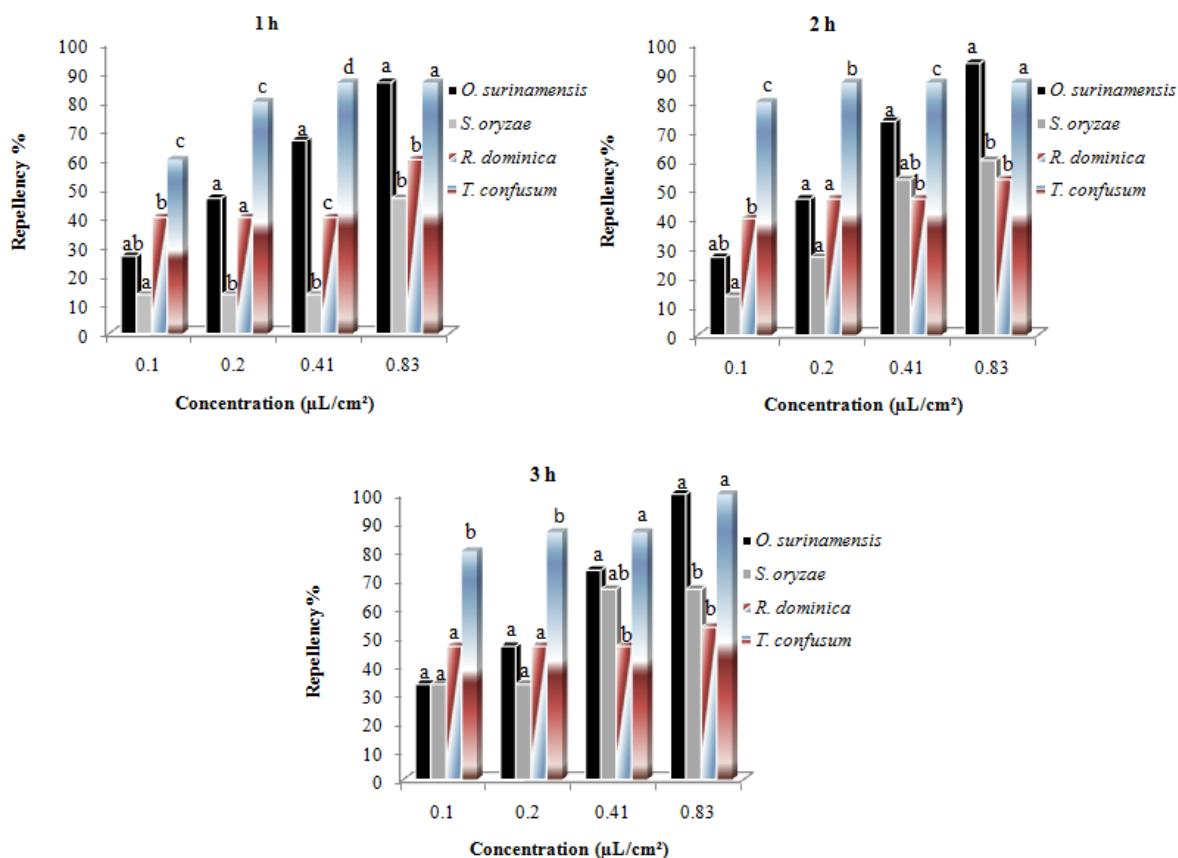 1 h
Repellency %
100
90
80
70
60
50
40
30
20
10
0
ab
a
b
c
a
b
a
c
a
b
c
d
a
b
b
a
0.1
0.2
0.41
0.83
Concentration (µL/cm²)
O. surinamensis
S. oryzae
R. dominica
T. confusum
2 h
Repellency %
100
90
80
70
60
50
40
30
20
10
0
ab
a
b
c
a
a
a
b
a
ab
b
c
a
b
b
a
0.1
0.2
0.41
0.83
Concentration (µL/cm²)
O. surinamensis
S. oryzae
R. dominica
T. confusum
3 h
Repellency %
100
90
80
70
60
50
40
30
20
10
0
a
a
a
b
a
a
a
b
a
ab
b
a
a
b
b
a
0.1
0.2
0.41
0.83
Concentration (µL/cm²)
O. surinamensis
S. oryzae
R. dominica
T. confusum